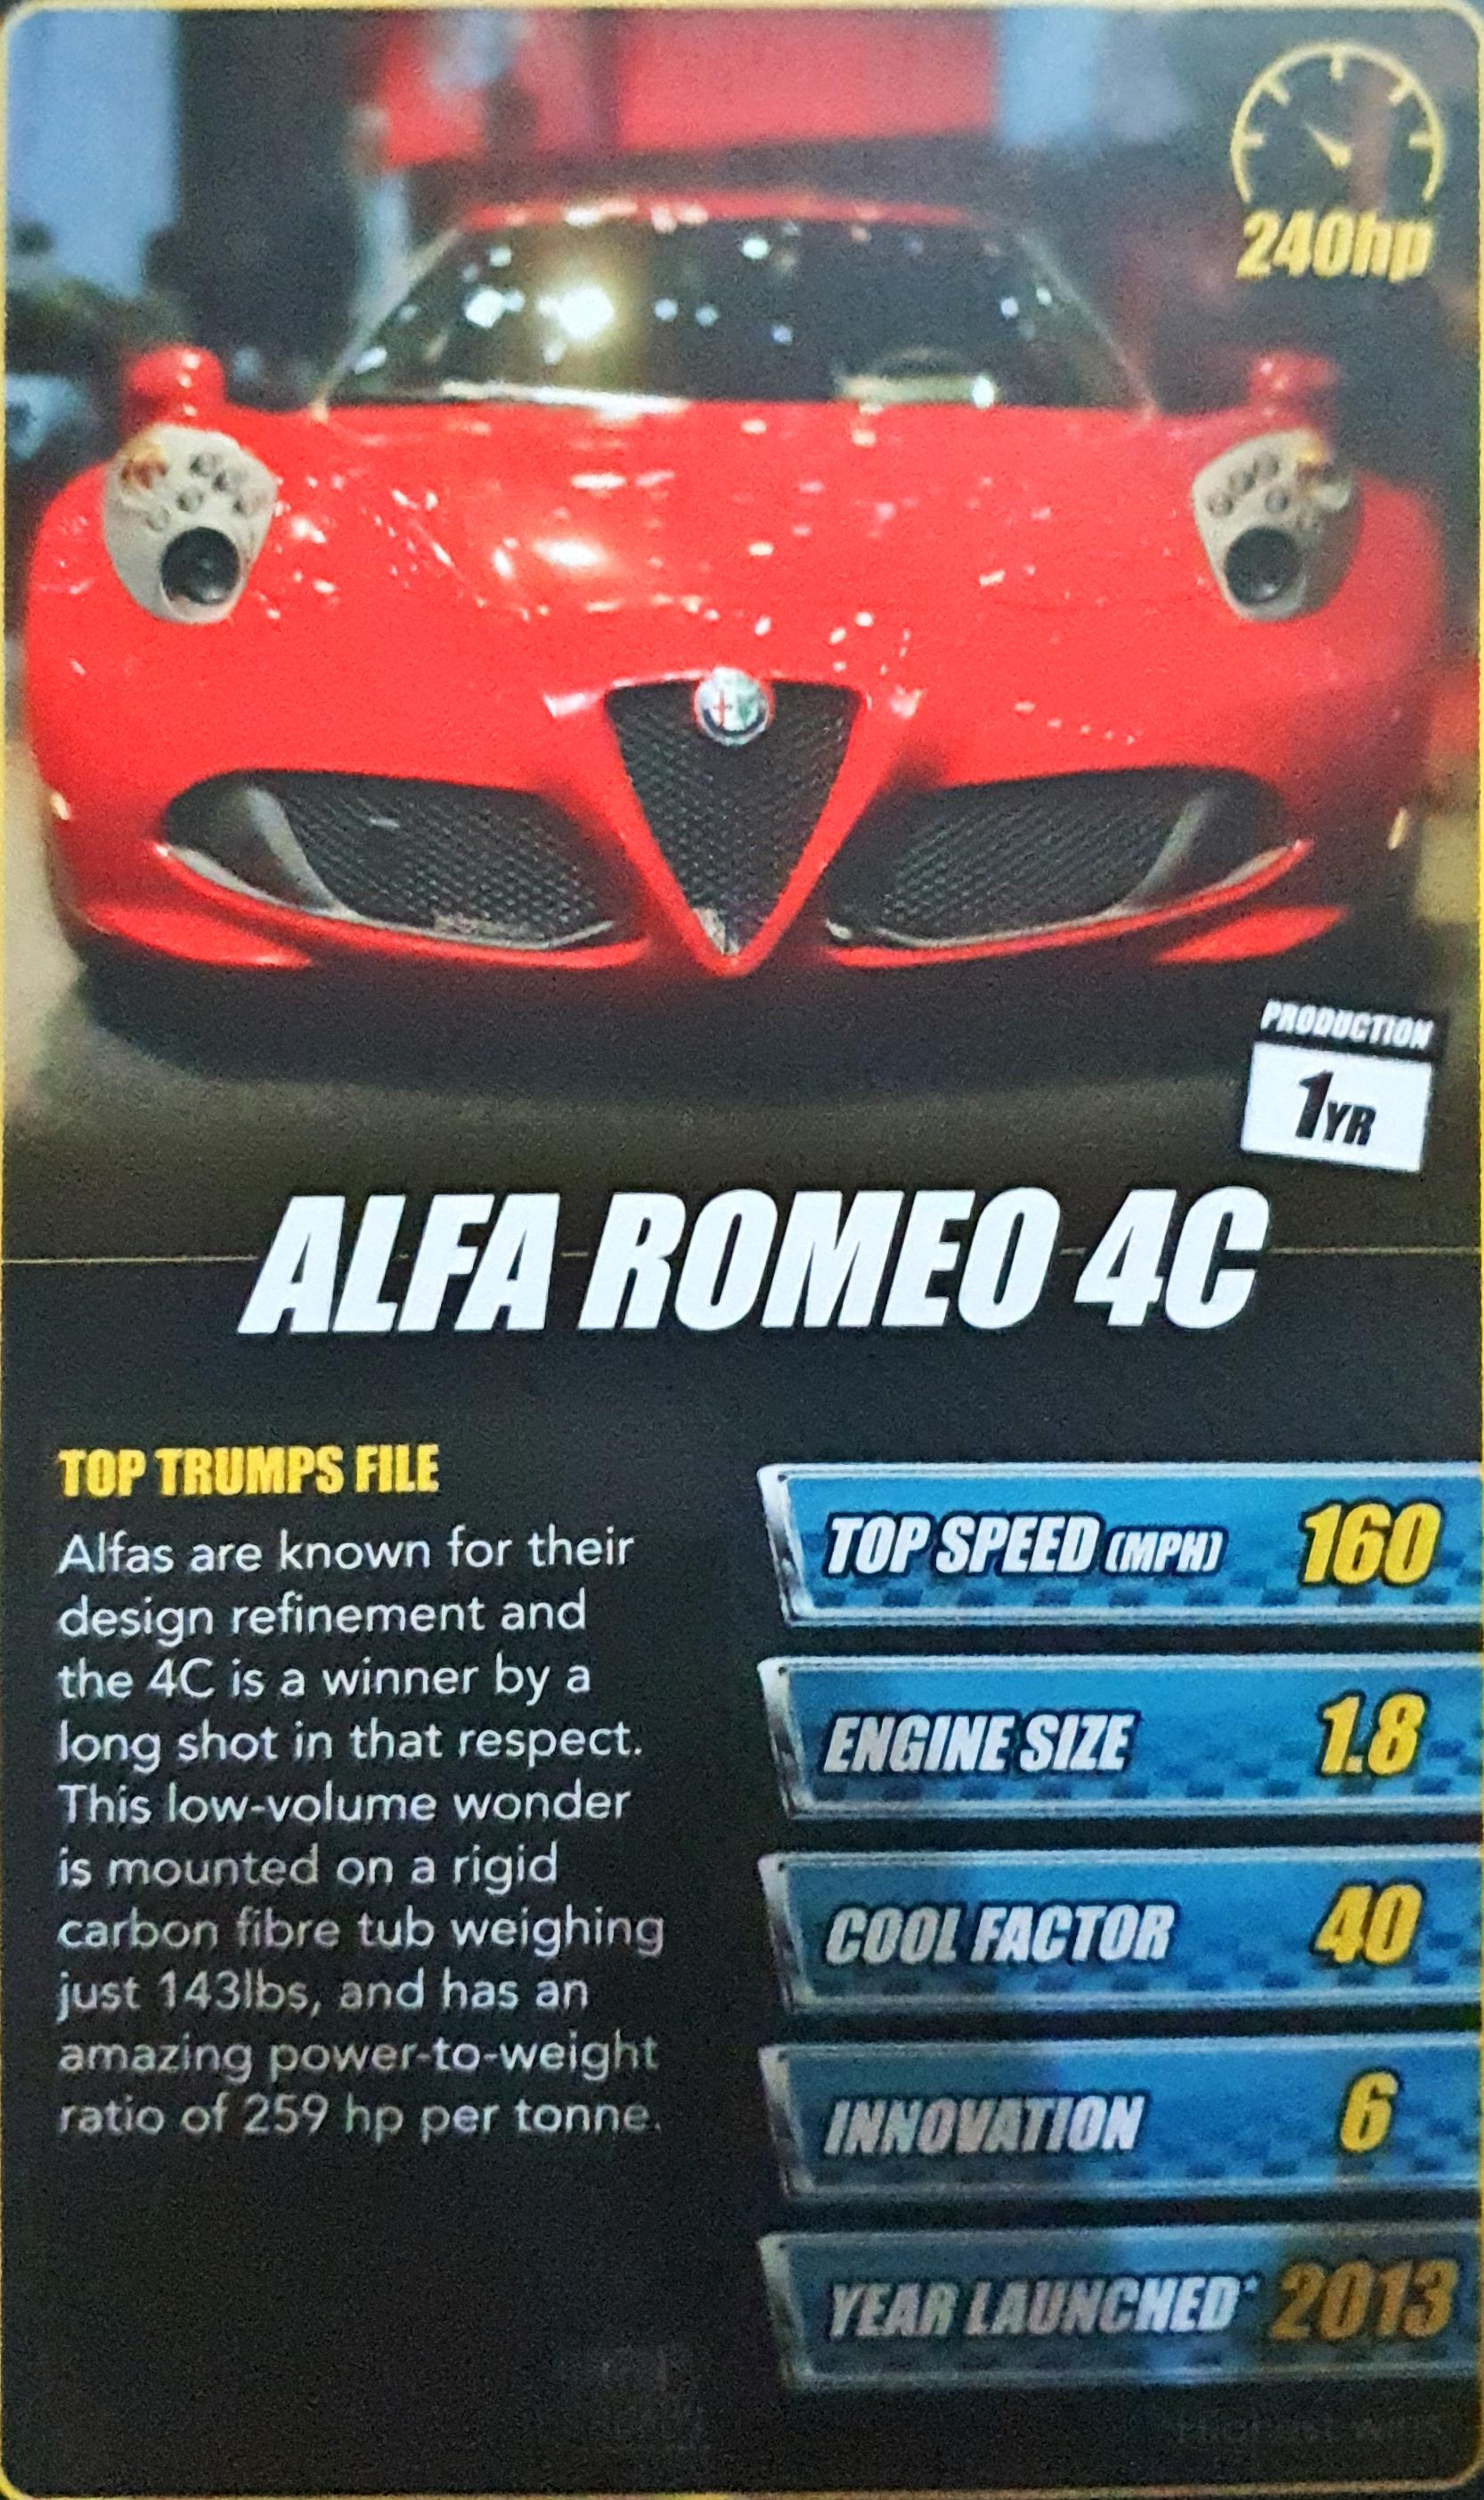 240hp
PRODUCTION
1YR
ALFA ROMEO 4C
TOP TRUMPS FILE
Alfas are known for their
design refinement and
the 4C is a winner by a
long shot in that respect.
This low-volume wonder
is mounted on a rigid
carbon fibre tub weighing
just 143lbs, and has an
amazing power-to-weight
ratio of 259 hp per tonne.
TOP SPEED (MPH) 160
ENGINE SIZE 1.8
COOL FACTOR 40
INNOVATION 6
YEAR LAUNCHED* 2013